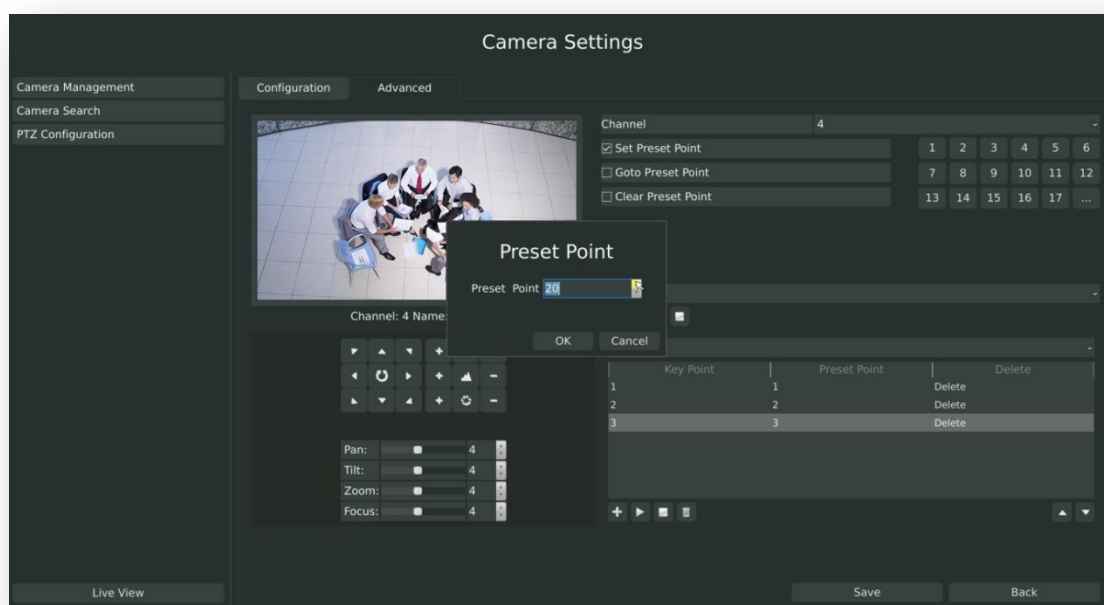 Camera Settings
Camera Management
Camera Search
PTZ Configuration
Configuration
Advanced
Channel 4
Set Preset Point
1 2 3 4 5 6
Goto Preset Point
7 8 9 10 11 12
Clear Preset Point
13 14 15 16 17 ...
Preset Point
Preset Point 20
OK
Cancel
Channel: 4 Name:
Pan: 4
Tilt: 4
Zoom: 4
Focus: 4
Key Point Preset Point Delete
1 1 Delete
2 2 Delete
3 3 Delete
Live View
Save
Back